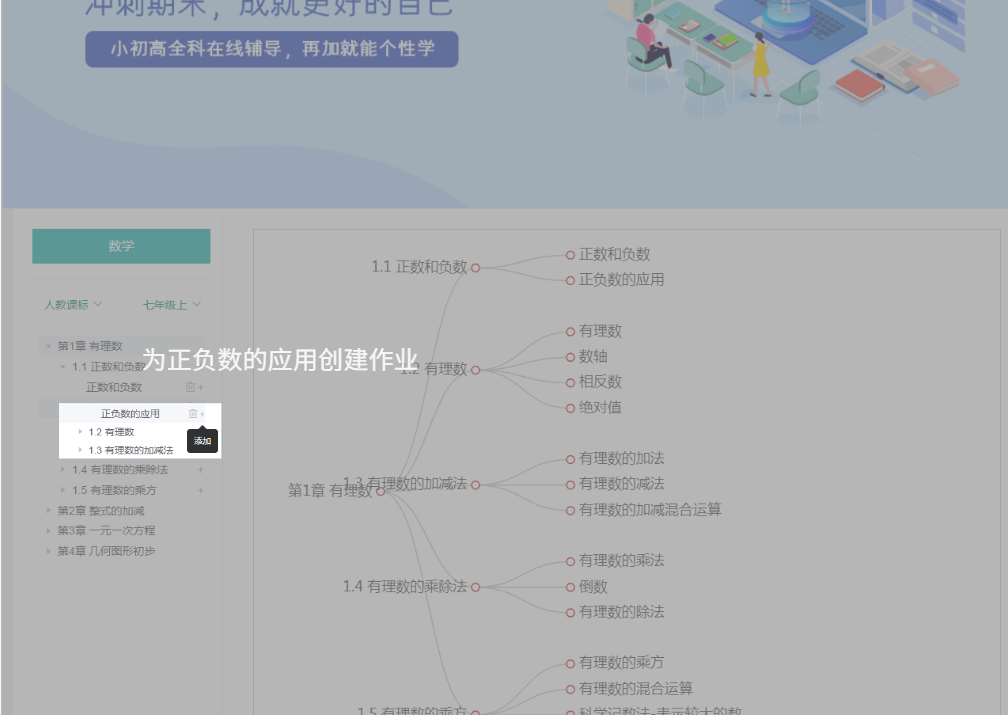 冲刺期末，成就更好的自己
小初高全科在线辅导，再加就能个性学
数学
人教课标
七年级上
第1章 有理数
1.1 正数和负数
正数和负数
+
为正负数的应用创建作业
正负数的应用
+
添加
1.2 有理数
1.3 有理数的加减法
1.4 有理数的乘除法
+
1.5 有理数的乘方
+
第2章 整式的加减
第3章 一元一次方程
第4章 几何图形初步
第1章 有理数
1.1 正数和负数
正数和负数
正负数的应用
1.2 有理数
有理数
数轴
相反数
绝对值
1.3 有理数的加减法
有理数的加法
有理数的减法
有理数的加减混合运算
1.4 有理数的乘除法
有理数的乘法
倒数
有理数的除法
1.5 有理数的乘方
有理数的乘方
有理数的混合运算
科学记数法-表示较大的数